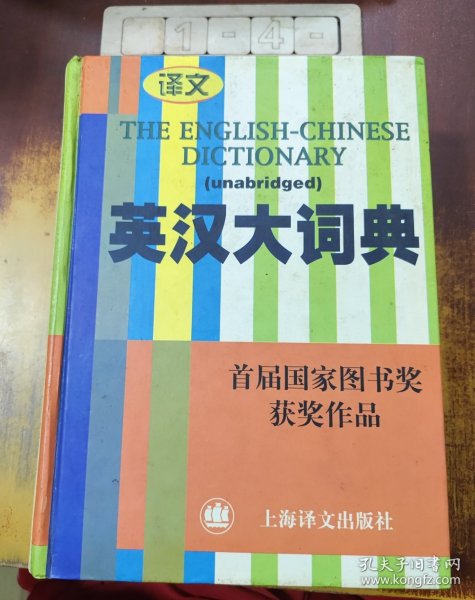 1-4-
译文
THE ENGLISH-CHINESE
DICTIONARY
(unabridged)
英汉大词典
首届国家图书奖
获奖作品
上海译文出版社
孔夫子旧书网
www.kongfz.com